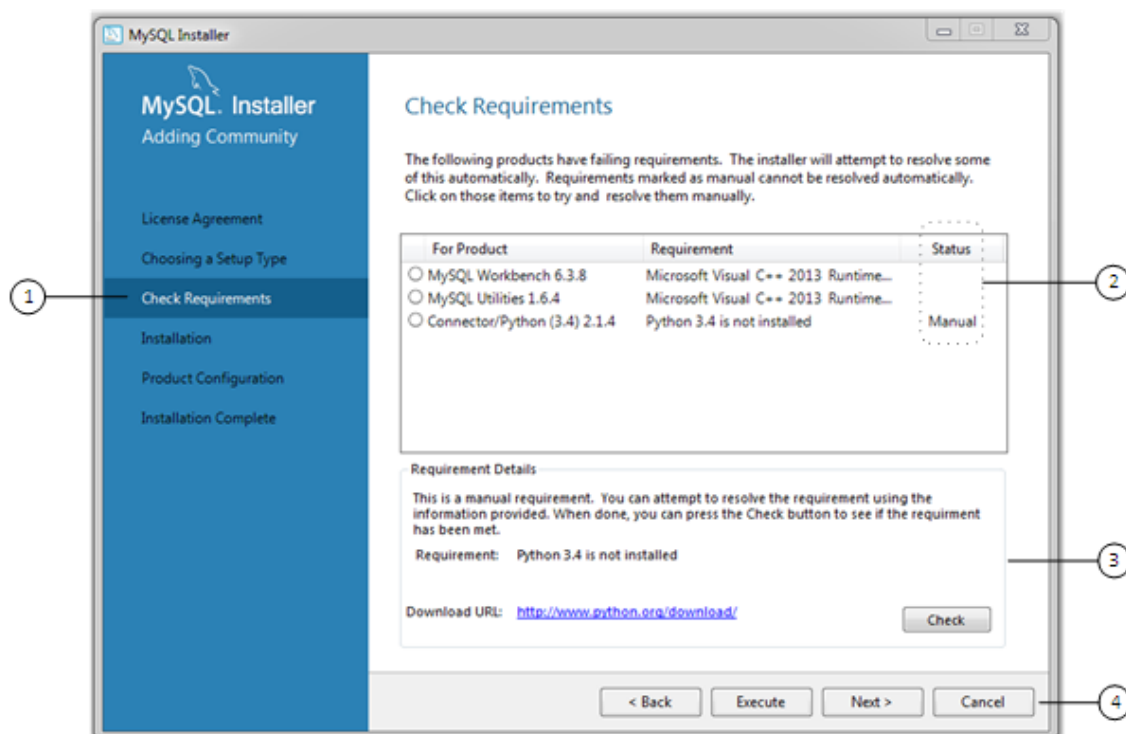 MySQL Installer
MySQL. Installer
Adding Community
License Agreement
Choosing a Setup Type
Check Requirements
Installation
Product Configuration
Installation Complete
1
Check Requirements
The following products have failing requirements. The installer will attempt to resolve some
of this automatically. Requirements marked as manual cannot be resolved automatically.
Click on those items to try and resolve them manually.
For Product Requirement Status
MySQL Workbench 6.3.8 Microsoft Visual C++ 2013 Runtime...
MySQL Utilities 1.6.4 Microsoft Visual C++ 2013 Runtime...
Connector/Python (3.4) 2.1.4 Python 3.4 is not installed Manual
2
Requirement Details
This is a manual requirement. You can attempt to resolve the requirement using the
information provided. When done, you can press the Check button to see if the requirment
has been met.
Requirement: Python 3.4 is not installed
3
Download URL: http://www.python.org/download/
Check
< Back Execute Next > Cancel
4